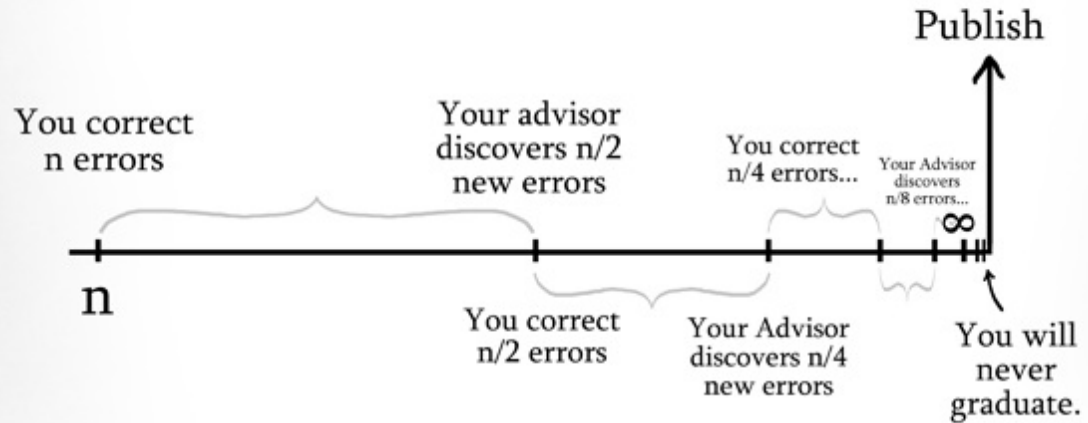 Publish
You correct
n errors
Your advisor
discovers n/2
new errors
You correct
n/4 errors...
Your Advisor
discovers
n/8 errors...
∞
n
You correct
n/2 errors
Your Advisor
discovers n/4
new errors
You will
never
graduate.